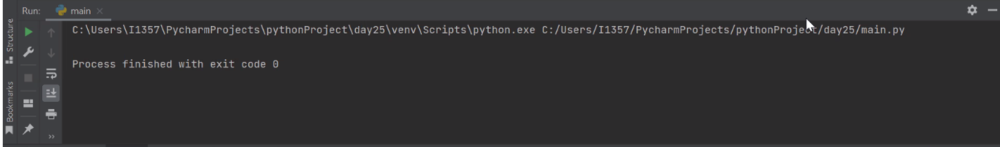 Run: main
C:\Users\I1357\PycharmProjects\pythonProject\day25\venv\Scripts\python.exe C:/Users/I1357/PycharmProjects/pythonProject/day25/main.py
Process finished with exit code 0
Structure
Bookmarks